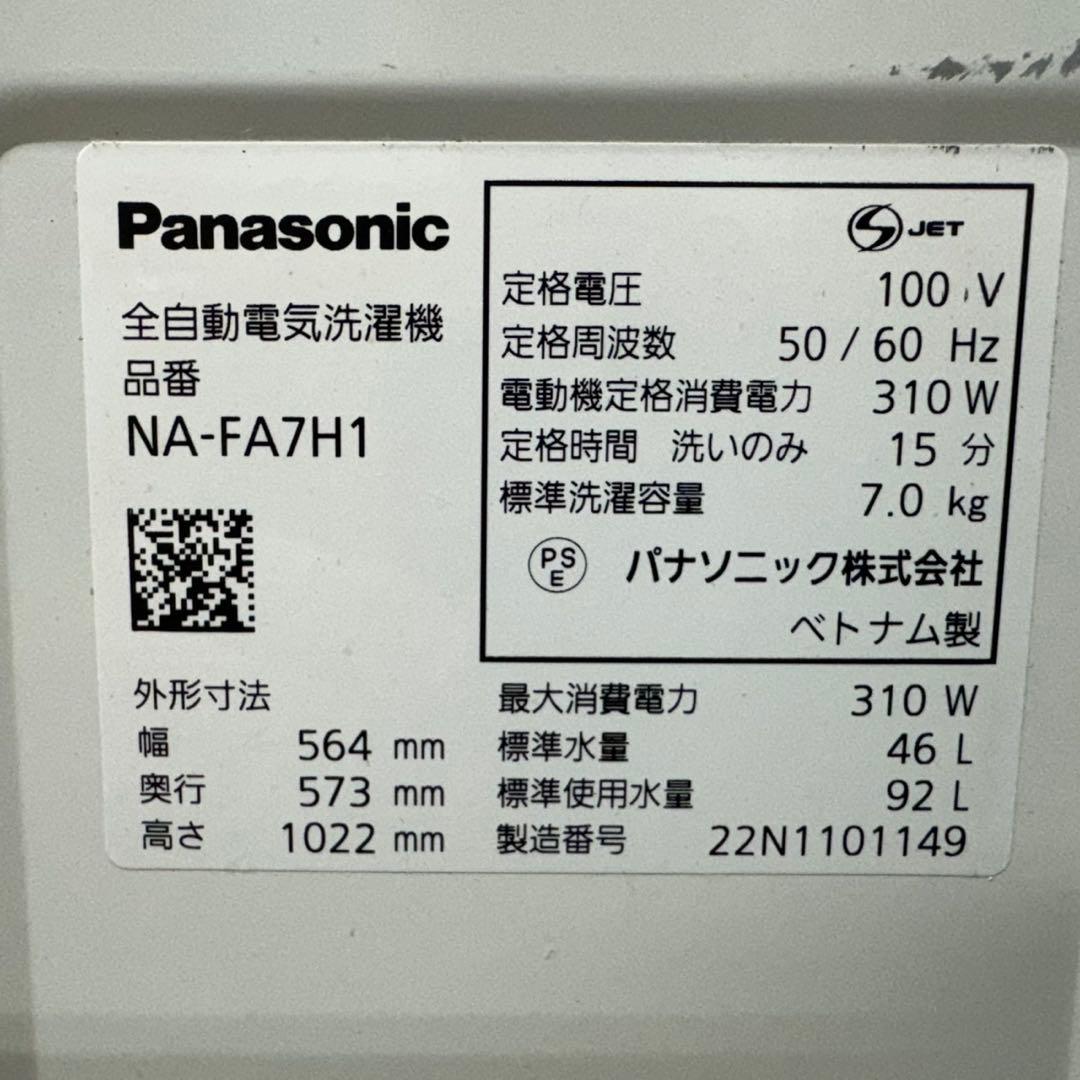 Panasonic
全自動電気洗濯機
品番
NA-FA7H1
S JET
定格電圧 100 V
定格周波数 50 / 60 Hz
電動機定格消費電力 310 W
定格時間 洗いのみ 15 分
標準洗濯容量 7.0 kg
PS
E
パナソニック株式会社
ベトナム製
外形寸法
幅 564 mm
奥行 573 mm
高さ 1022 mm
最大消費電力 310 W
標準水量 46 L
標準使用水量 92 L
製造番号 22N1101149